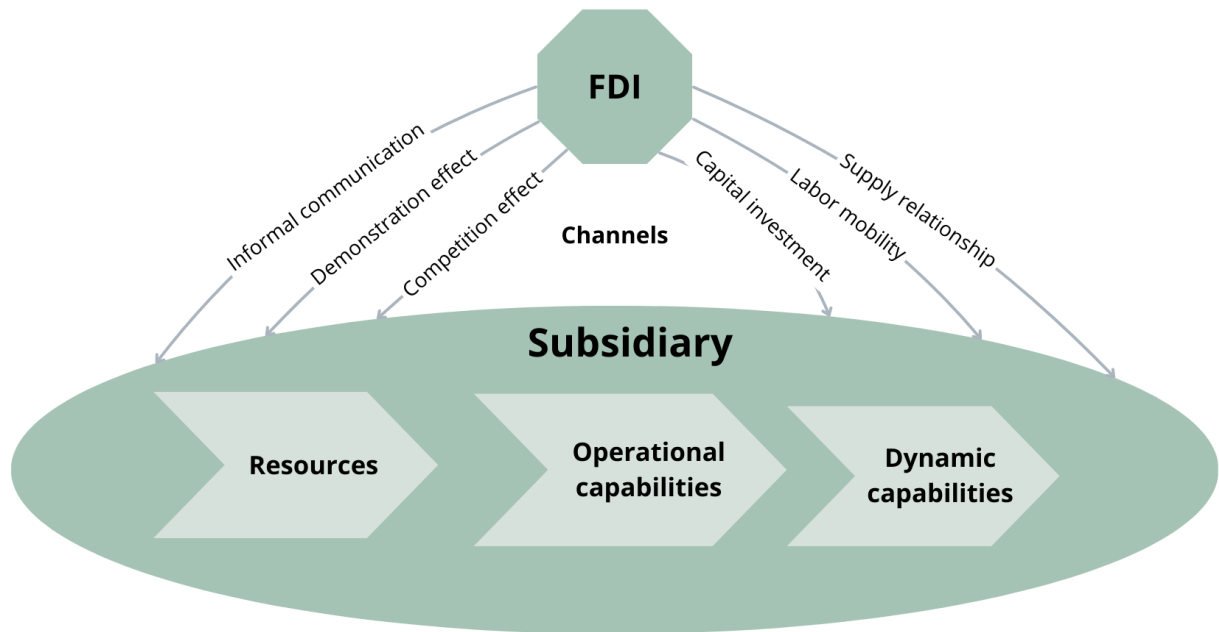 FDI
Informal communication
Demonstration effect
Competition effect
Capital investment
Labor mobility
Supply relationship
Channels
Subsidiary
Resources
Operational
capabilities
Dynamic
capabilities